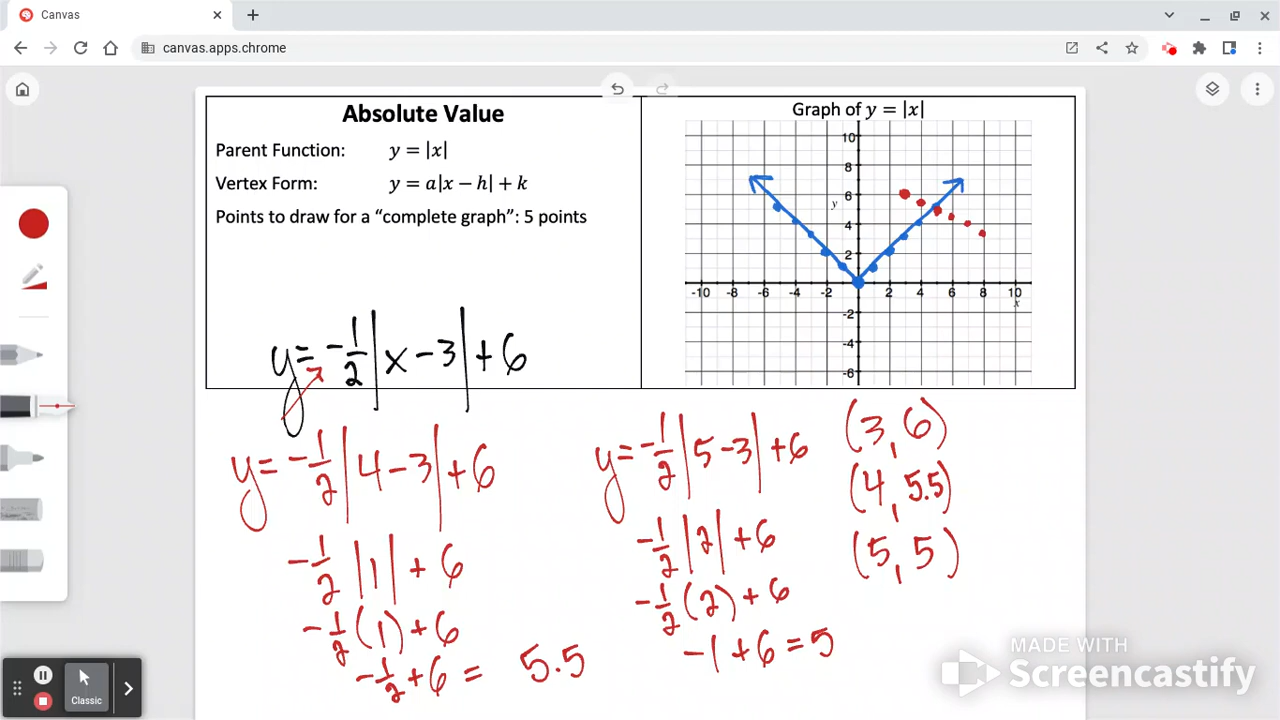 Canvas
canvas.apps.chrome
Absolute Value
Parent Function: y = |x|
Vertex Form: y = a|x − h| + k
Points to draw for a “complete graph”: 5 points
y = -1/2 |x - 3| + 6
Graph of y = |x|
10
8
6
y
4
2
-10 -8 -6 -4 -2 2 4 6 8 10
x
-2
-4
-6
y = -1/2 |4 - 3| + 6
-1/2 |1| + 6
-1/2 (1) + 6
-1/2 + 6 = 5.5
y = -1/2 |5 - 3| + 6
-1/2 |2| + 6
-1/2 (2) + 6
-1 + 6 = 5
(3, 6)
(4, 5.5)
(5, 5)
Classic
MADE WITH
Screencastify